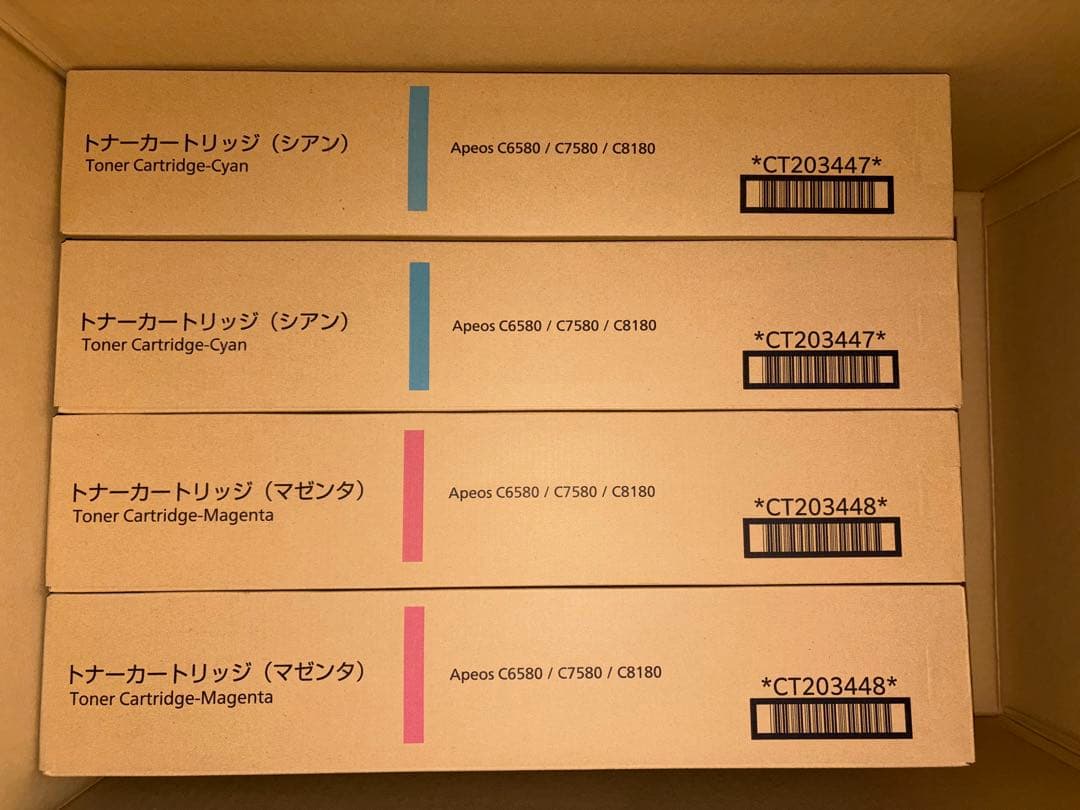 トナーカートリッジ（シアン）
Toner Cartridge-Cyan
Apeos C6580 / C7580 / C8180
*CT203447*
トナーカートリッジ（シアン）
Toner Cartridge-Cyan
Apeos C6580 / C7580 / C8180
*CT203447*
トナーカートリッジ（マゼンタ）
Toner Cartridge-Magenta
Apeos C6580 / C7580 / C8180
*CT203448*
トナーカートリッジ（マゼンタ）
Toner Cartridge-Magenta
Apeos C6580 / C7580 / C8180
*CT203448*